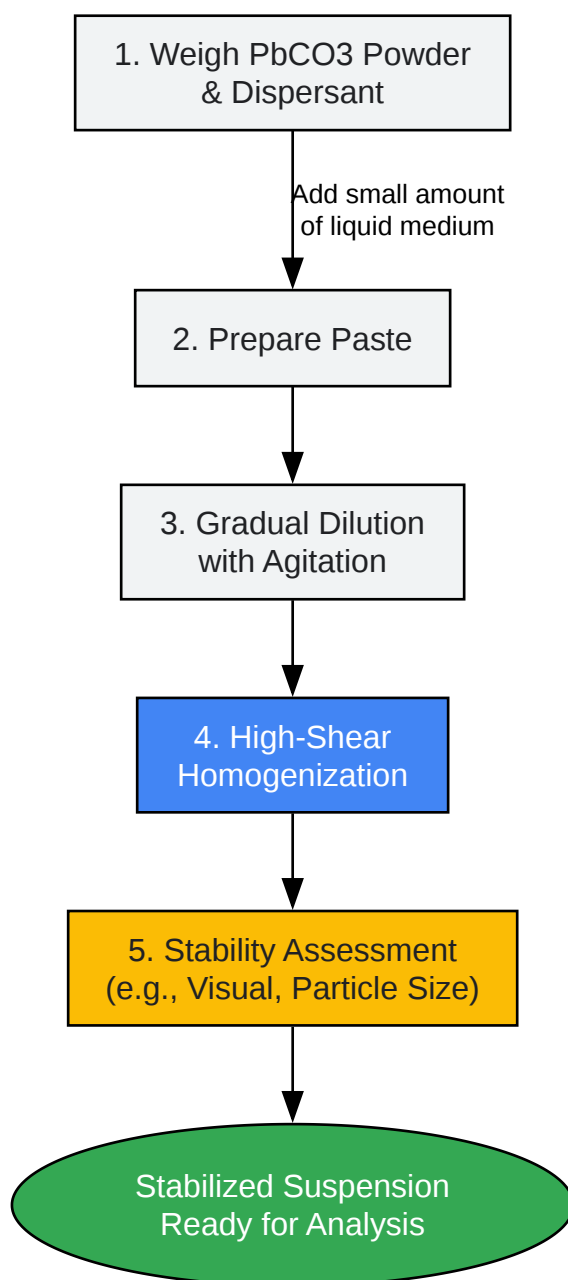 1. Weigh PbCO3 Powder
& Dispersant
Add small amount
of liquid medium
2. Prepare Paste
3. Gradual Dilution
with Agitation
4. High-Shear
Homogenization
5. Stability Assessment
(e.g., Visual, Particle Size)
Stabilized Suspension
Ready for Analysis